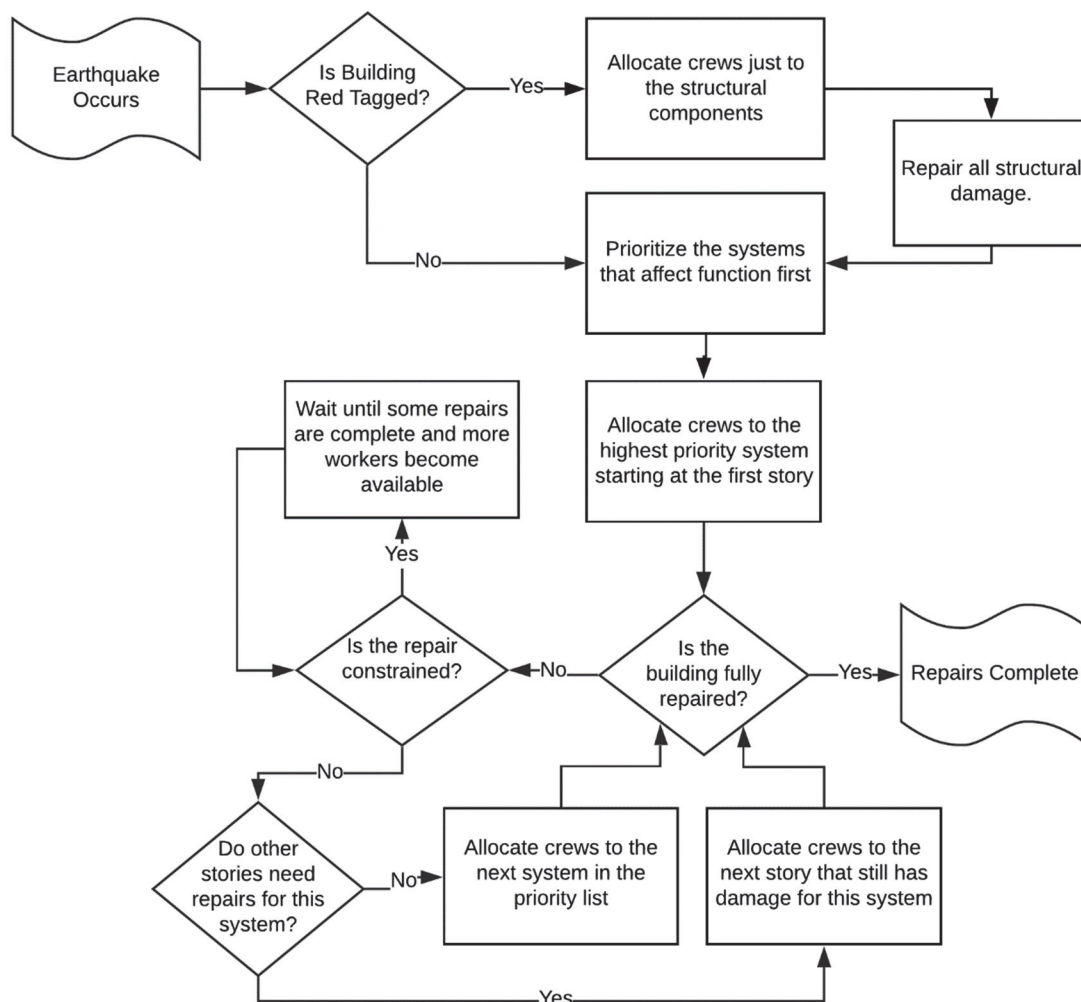 Earthquake
Occurs
Is Building
Red Tagged?
Yes
Allocate crews just to
the structural
components
Repair all structural
damage.
No
Prioritize the systems
that affect function first
Allocate crews to the
highest priority system
starting at the first story
Wait until some repairs
are complete and more
workers become
available
Yes
Is the repair
constrained?
No
Is the
building fully
repaired?
Yes
Repairs Complete
No
Do other
stories need
repairs for this
system?
No
Allocate crews to the
next system in the
priority list
Allocate crews to the
next story that still has
damage for this system
Yes